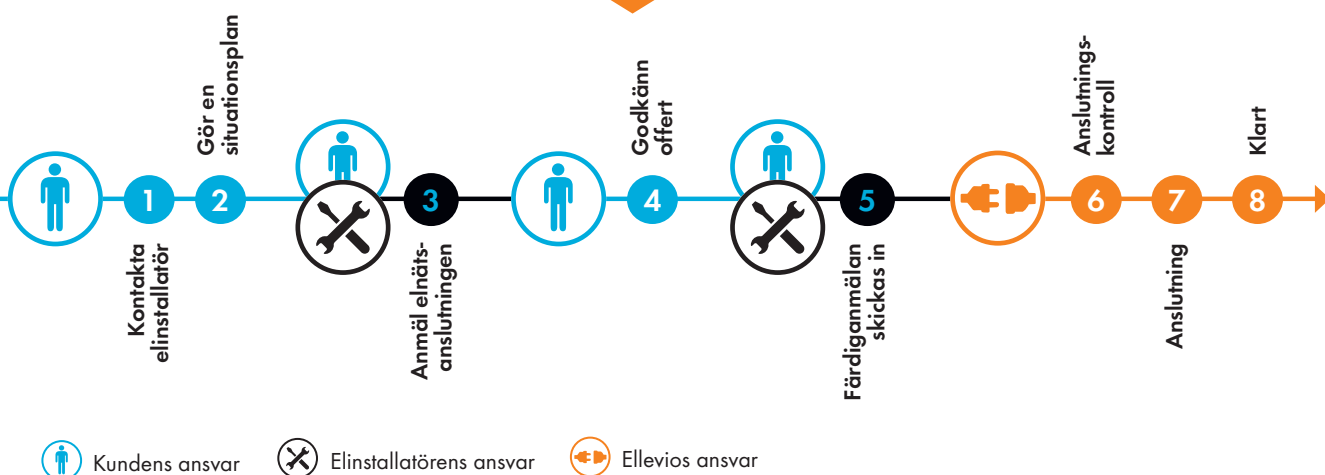 1
Kontakta
elinstallatör
2
Gör en
situationsplan
3
Anmäl elnäts-
anslutningen
4
Godkänn
offert
5
Färdiganmälan
skickas in
6
Anslutnings-
kontroll
7
Anslutning
8
Klart
Kundens ansvar
Elinstallatörens ansvar
Ellevios ansvar